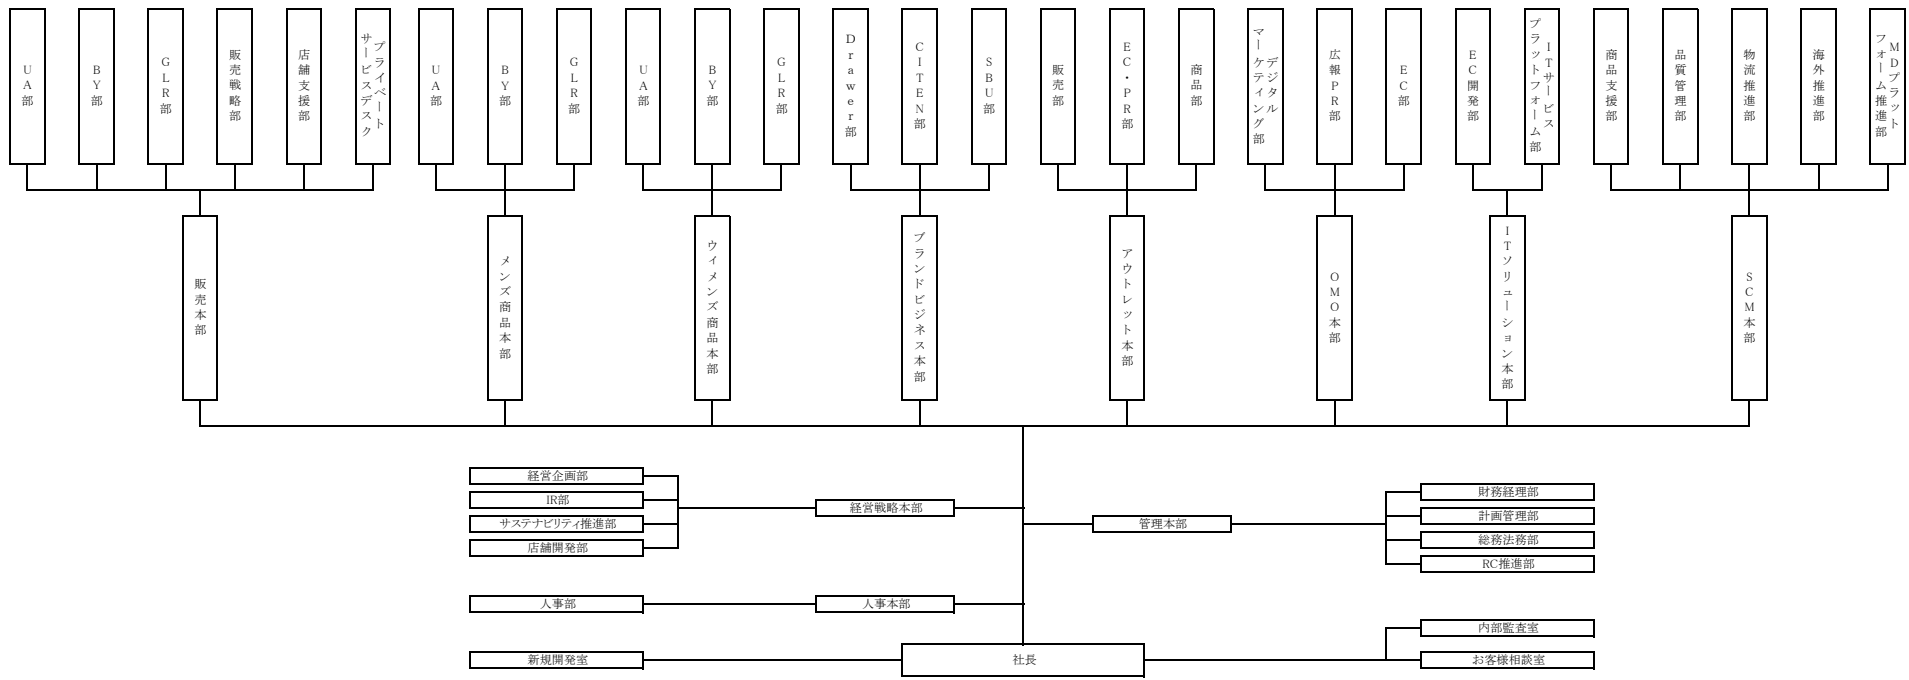 UA部
BY部
GLR部
販売戦略部
店舗支援部
プライベート
サービスデスク
UA部
BY部
GLR部
UA部
BY部
GLR部
Drawer部
CITEN部
SBU部
販売部
EC・PR部
商品部
デジタル
マーケティング部
広報PR部
EC部
EC開発部
ITサービス
プラットフォーム部
商品支援部
品質管理部
物流推進部
海外推進部
MDプラット
フォーム推進部
販売本部
メンズ商品本部
ウィメンズ商品本部
ブランドビジネス本部
アウトレット本部
OMO本部
ITソリューション本部
SCM本部
経営企画部
IR部
サステナビリティ推進部
店舗開発部
経営戦略本部
管理本部
財務経理部
計画管理部
総務法務部
RC推進部
人事部
人事本部
内部監査室
新規開発室
社長
お客様相談室